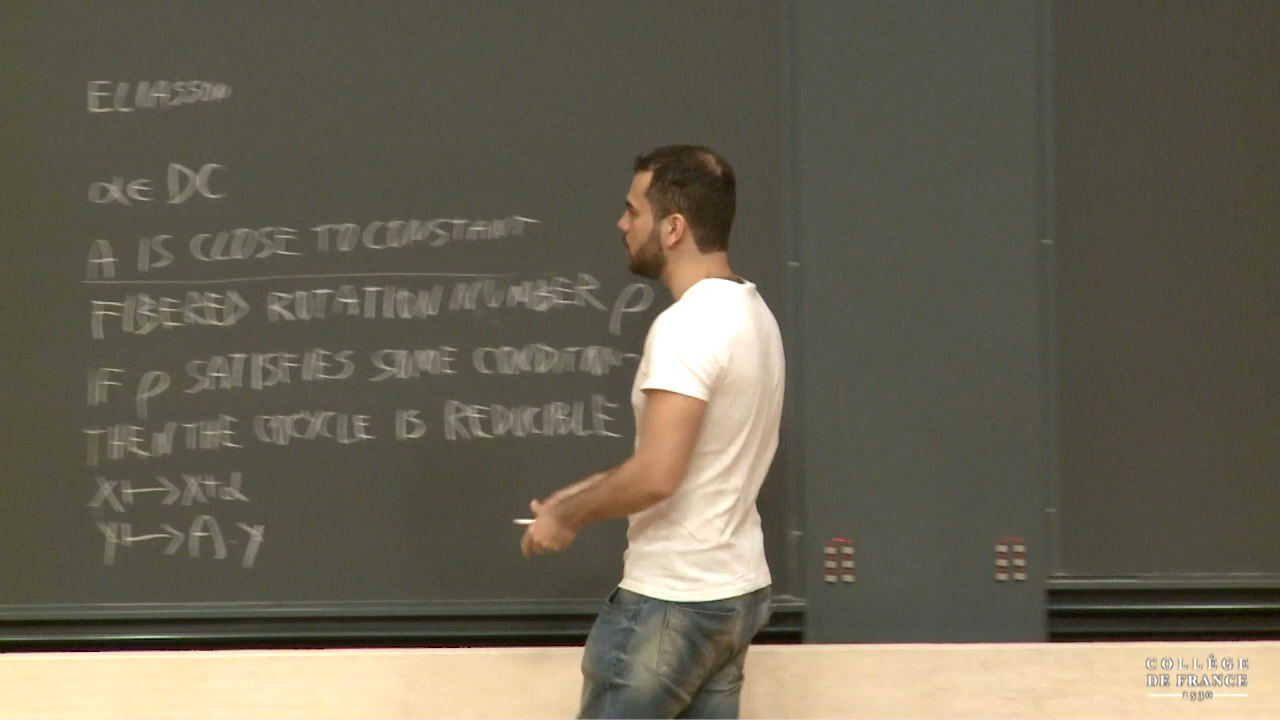 ELIASSON
α∈ DC
A IS CLOSE TO CONSTANT
FIBERED ROTATION NUMBER ρ
IF ρ SATISFIES SOME CONDITION
THEN THE COCYCLE IS REDUCIBLE
X↦X+α
Y↦A·Y
COLLÈGE
DE FRANCE
1530